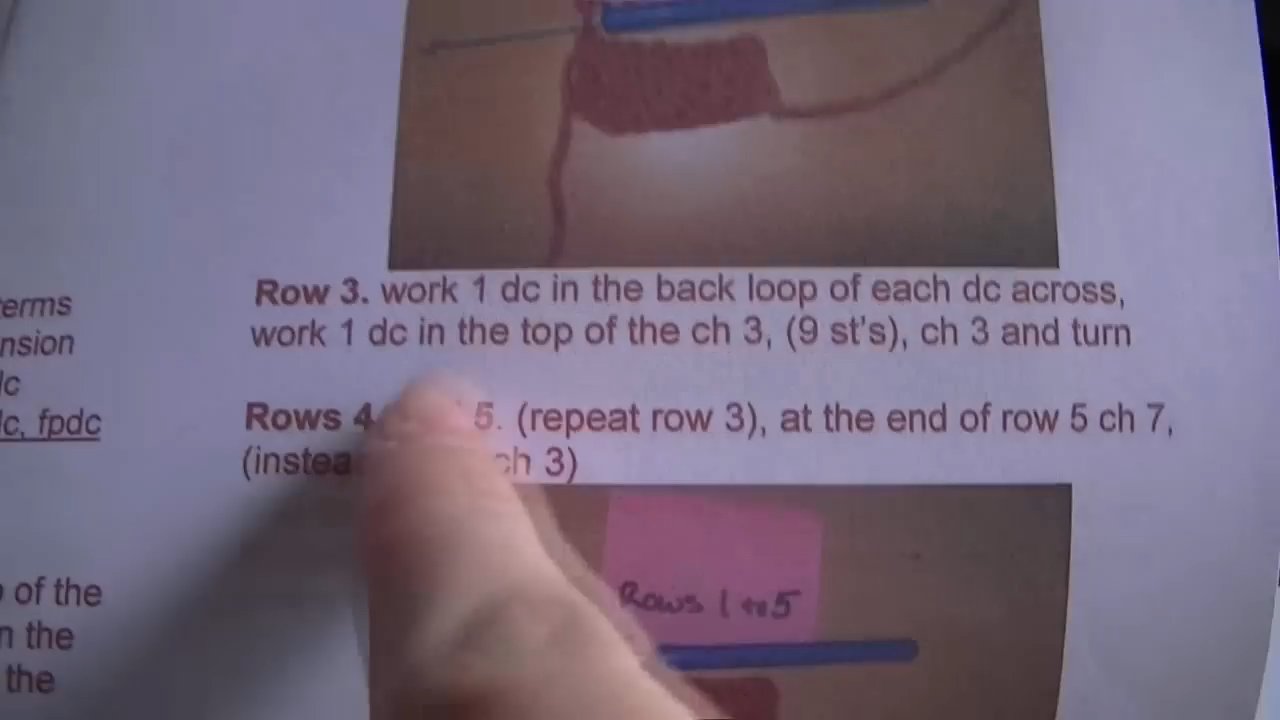 erms
nsion
lc
lc, fpdc
of the
n the
the
Row 3. work 1 dc in the back loop of each dc across,
work 1 dc in the top of the ch 3, (9 st's), ch 3 and turn
Rows 4 5. (repeat row 3), at the end of row 5 ch 7,
(instea ch 3)
Rows 1 to 5